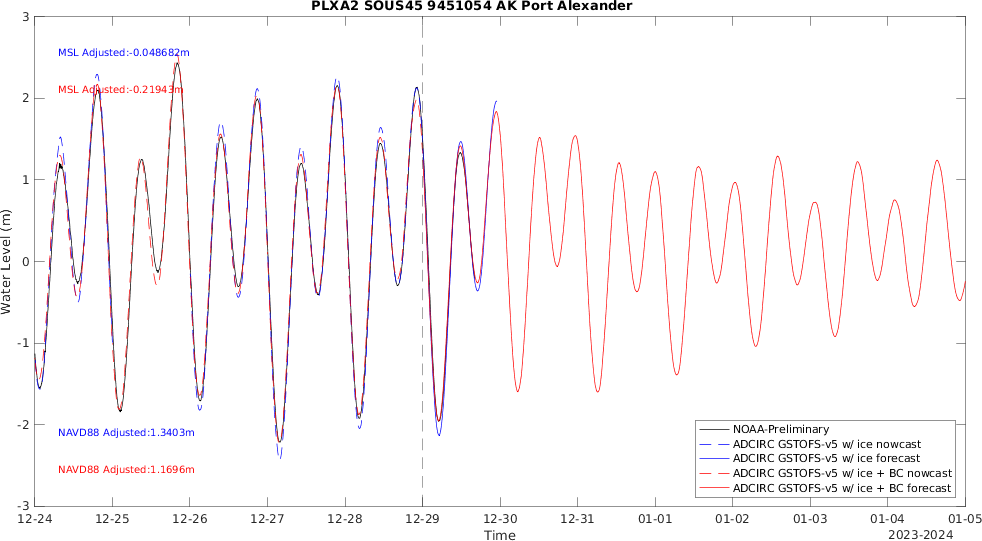 PLXA2 SOUS45 9451054 AK Port Alexander
3
MSL Adjusted:-0.048682m
MSL Adjusted:-0.21943m
2
1
0
Water Level (m)
-1
-2
NAVD88 Adjusted:1.3403m
NAVD88 Adjusted:1.1696m
-3
NOAA-Preliminary
ADCIRC GSTOFS-v5 w/ ice nowcast
ADCIRC GSTOFS-v5 w/ ice forecast
ADCIRC GSTOFS-v5 w/ ice + BC nowcast
ADCIRC GSTOFS-v5 w/ ice + BC forecast
12-24 12-25 12-26 12-27 12-28 12-29 12-30 12-31 01-01 01-02 01-03 01-04 01-05
Time
2023-2024